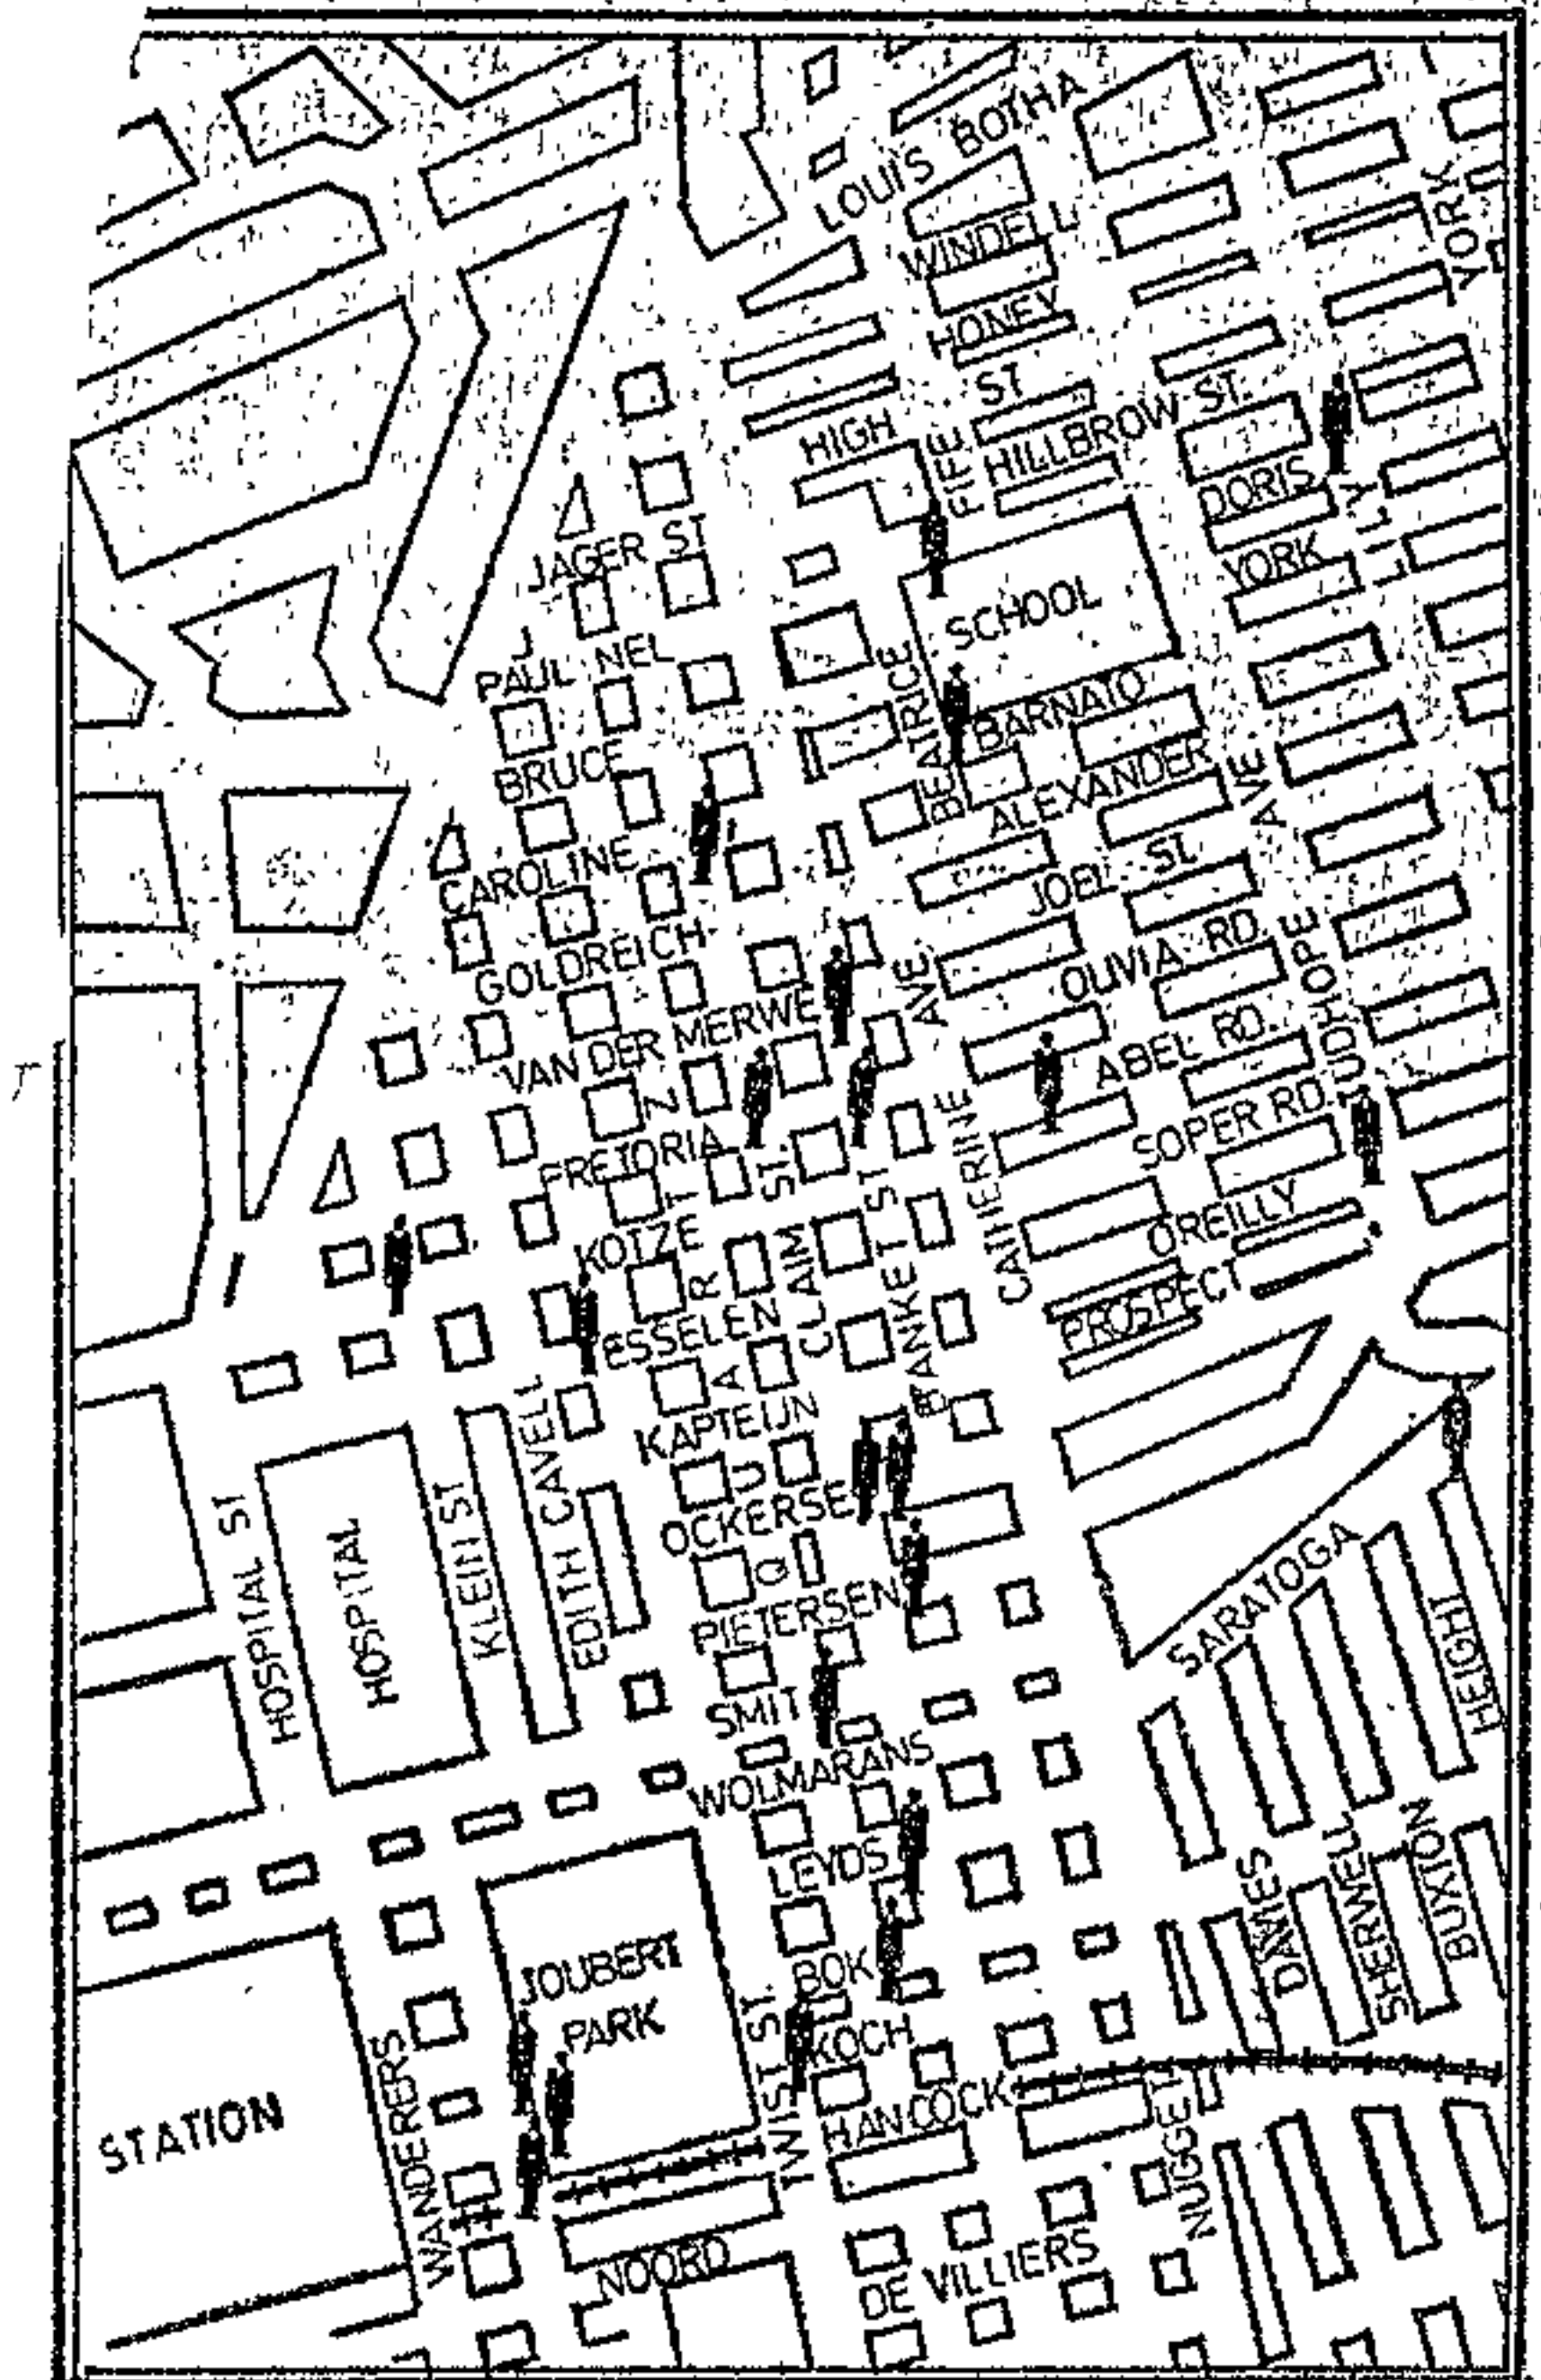 LOUIS BOTHA
WINDELL
YORK
HONEY
ST
HIGH
FIFE
HILLBROW ST.
DORIS
LILY
YORK
JAGER ST
SCHOOL
J
PAUL NEL
BEATRICE
BARNATO
BRUCE
ALEXANDER
AVE
AVE.
CAROLINE
JOEL ST
GOLDREICH
OLIVIA RD.
TUDHOPE
VAN DER MERWE
AVE
ABEL RD.
CATHERINE
SOPER RD.
PRETORIA
ST.
CLAIM
BANKET ST
OREILLY
KOTZE
PROSPECT
ESSELEN
KAPTEIJN
N
T
R
A
U
Q
OCKERSE
HOSPITAL ST
HOSPITAL
KLEIN ST
EDITH CAVELL
PIETERSEN
SARATOGA
HEIGHT
SMIT
WOLMARANS
LEYDS
DAVIES
SHERWELL
BUXTON
JOUBERT
PARK
BOK
KOCH
TWIST ST.
HANCOCK
STATION
WANDERERS
NUGGET
NOORD
DE VILLIERS